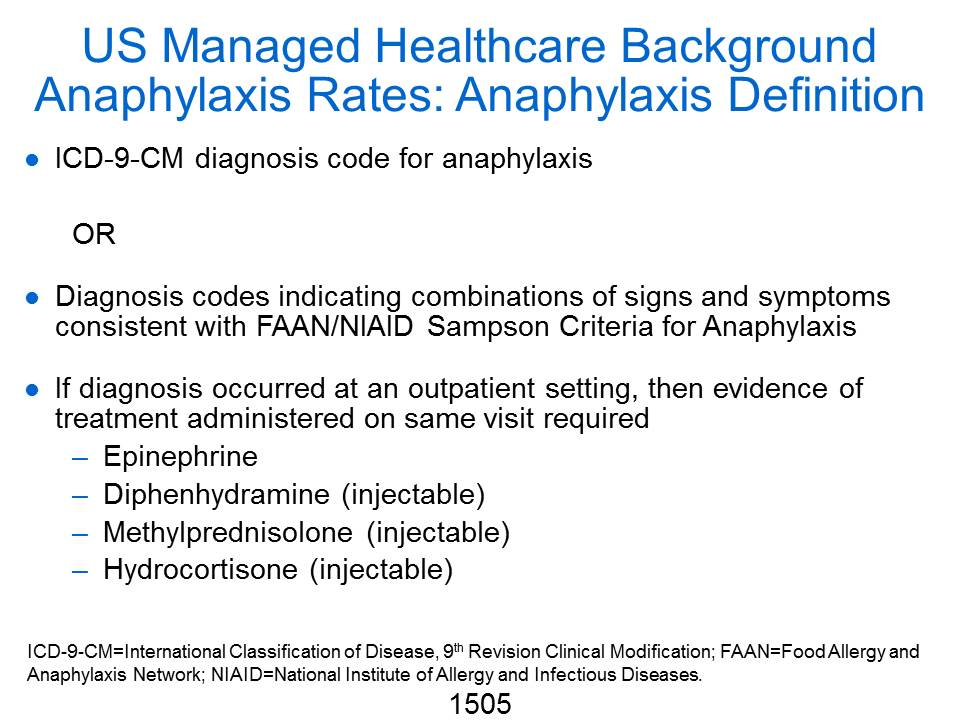 US Managed Healthcare Background
Anaphylaxis Rates: Anaphylaxis Definition
● ICD-9-CM diagnosis code for anaphylaxis
OR
● Diagnosis codes indicating combinations of signs and symptoms
consistent with FAAN/NIAID Sampson Criteria for Anaphylaxis
● If diagnosis occurred at an outpatient setting, then evidence of
treatment administered on same visit required
– Epinephrine
– Diphenhydramine (injectable)
– Methylprednisolone (injectable)
– Hydrocortisone (injectable)
ICD-9-CM=International Classification of Disease, 9th Revision Clinical Modification; FAAN=Food Allergy and
Anaphylaxis Network; NIAID=National Institute of Allergy and Infectious Diseases.
1505